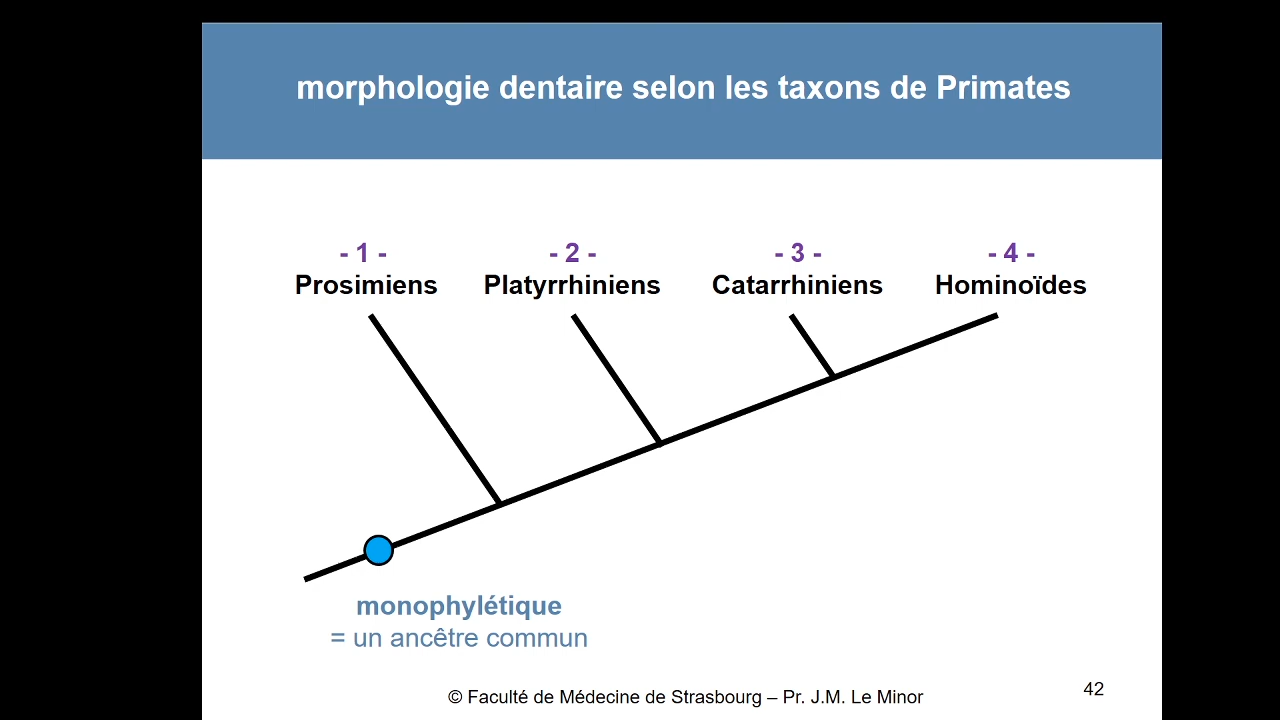 morphologie dentaire selon les taxons de Primates
- 1 -
Prosimiens
- 2 -
Platyrrhiniens
- 3 -
Catarrhiniens
- 4 -
Hominoïdes
monophylétique
= un ancêtre commun
© Faculté de Médecine de Strasbourg – Pr. J.M. Le Minor
42